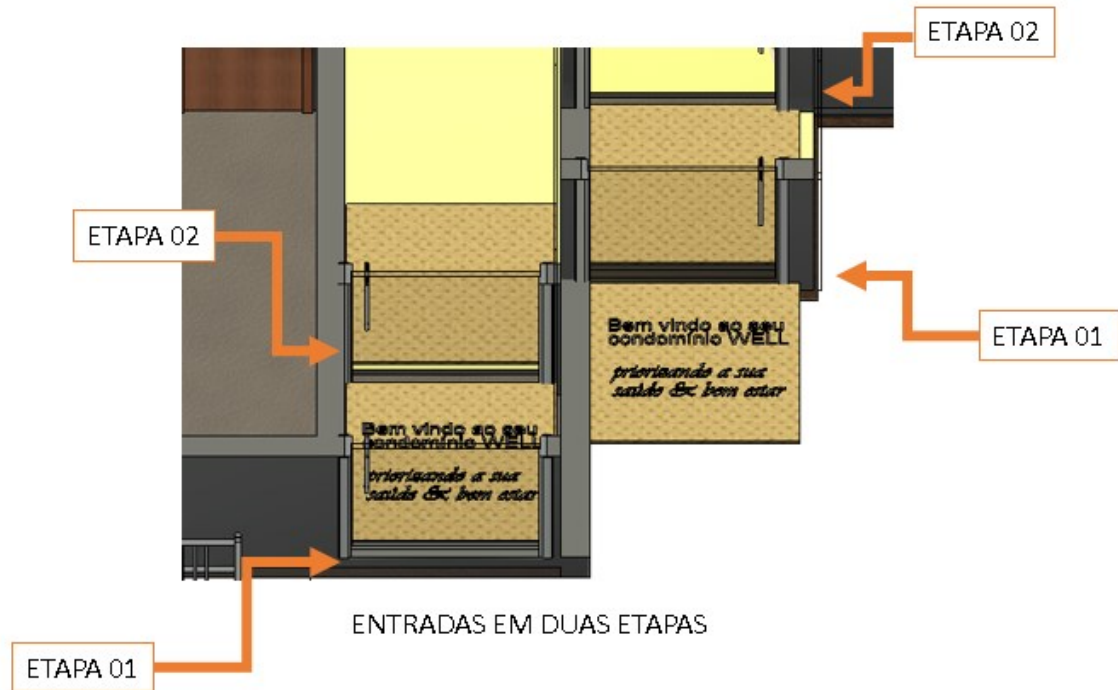 ETAPA 02
ETAPA 02
Bem vindo ao seu
condomínio WELL
priorizando a sua
saúde & bem estar
ETAPA 01
Bem vindo ao seu
condomínio WELL
priorizando a sua
saúde & bem estar
ENTRADAS EM DUAS ETAPAS
ETAPA 01